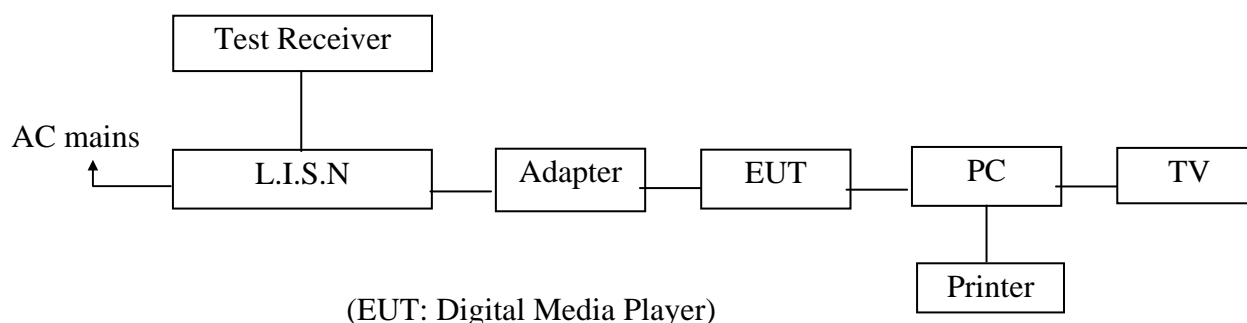 Test Receiver
AC mains
L.I.S.N
Adapter
EUT
PC
TV
Printer
(EUT: Digital Media Player)